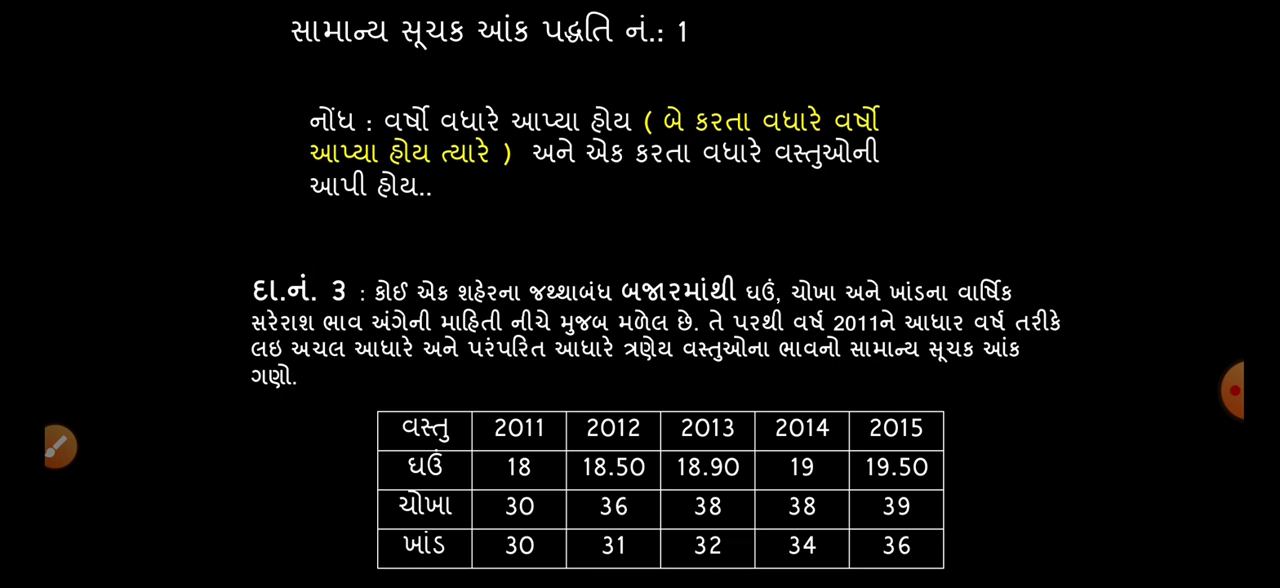 સામાન્ય સૂચક આંક પદ્ધતિ નં.: 1
નોંધ : વર્ષો વધારે આપ્યા હોય ( બે કરતા વધારે વર્ષો
આપ્યા હોય ત્યારે ) અને એક કરતા વધારે વસ્તુઓની
આપી હોય..
દા.નં. 3 : કોઈ એક શહેરના જથ્થાબંધ બજારમાંથી ઘઉં, ચોખા અને ખાંડના વાર્ષિક
સરેરાશ ભાવ અંગેની માહિતી નીચે મુજબ મળેલ છે. તે પરથી વર્ષ 2011ને આધાર વર્ષ તરીકે
લઇ અચલ આધારે અને પરંપરિત આધારે ત્રણેય વસ્તુઓના ભાવનો સામાન્ય સૂચક આંક
ગણો.
વસ્તુ 2011 2012 2013 2014 2015
ઘઉં 18 18.50 18.90 19 19.50
ચોખા 30 36 38 38 39
ખાંડ 30 31 32 34 36